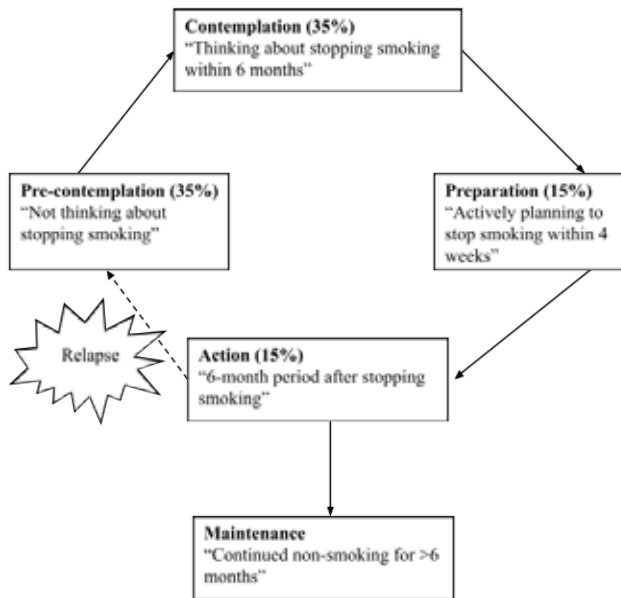 Contemplation (35%)
“Thinking about stopping smoking
within 6 months”
Pre-contemplation (35%)
“Not thinking about
stopping smoking”
Preparation (15%)
“Actively planning to
stop smoking within 4
weeks”
Relapse
Action (15%)
“6-month period after stopping
smoking”
Maintenance
“Continued non-smoking for >6
months”